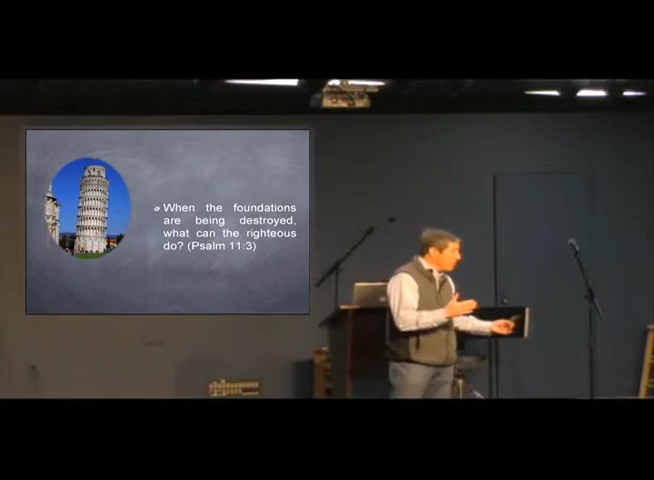 When the foundations
are being destroyed,
what can the righteous
do? (Psalm 11:3)